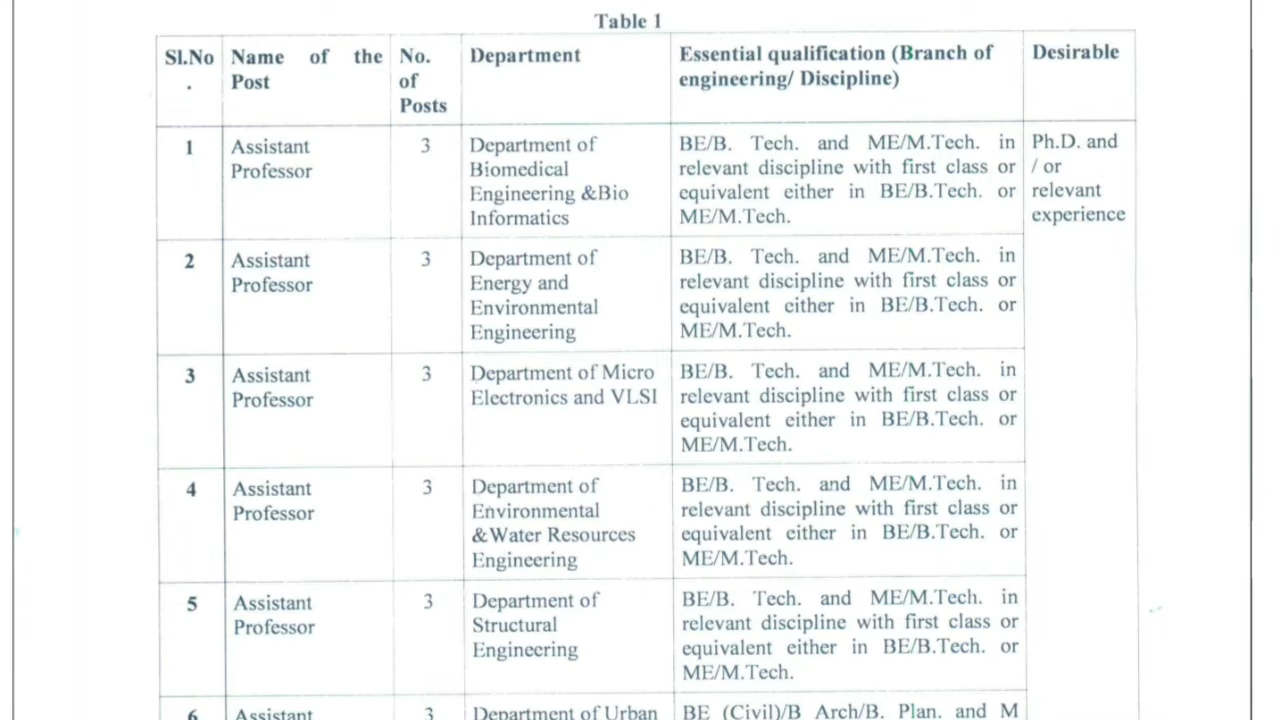 Table 1
Sl.No
.
Name of the
Post
No.
of
Posts
Department
Essential qualification (Branch of
engineering/ Discipline)
Desirable
1
Assistant
Professor
3
Department of
Biomedical
Engineering &Bio
Informatics
BE/B. Tech. and ME/M.Tech. in
relevant discipline with first class or
equivalent either in BE/B.Tech. or
ME/M.Tech.
Ph.D. and
/ or
relevant
experience
2
Assistant
Professor
3
Department of
Energy and
Environmental
Engineering
BE/B. Tech. and ME/M.Tech. in
relevant discipline with first class or
equivalent either in BE/B.Tech. or
ME/M.Tech.
3
Assistant
Professor
3
Department of Micro
Electronics and VLSI
BE/B. Tech. and ME/M.Tech. in
relevant discipline with first class or
equivalent either in BE/B.Tech. or
ME/M.Tech.
4
Assistant
Professor
3
Department of
Environmental
&Water Resources
Engineering
BE/B. Tech. and ME/M.Tech. in
relevant discipline with first class or
equivalent either in BE/B.Tech. or
ME/M.Tech.
5
Assistant
Professor
3
Department of
Structural
Engineering
BE/B. Tech. and ME/M.Tech. in
relevant discipline with first class or
equivalent either in BE/B.Tech. or
ME/M.Tech.
6
Assistant
3
Department of Urban
BE (Civil)/B Arch/B. Plan. and M